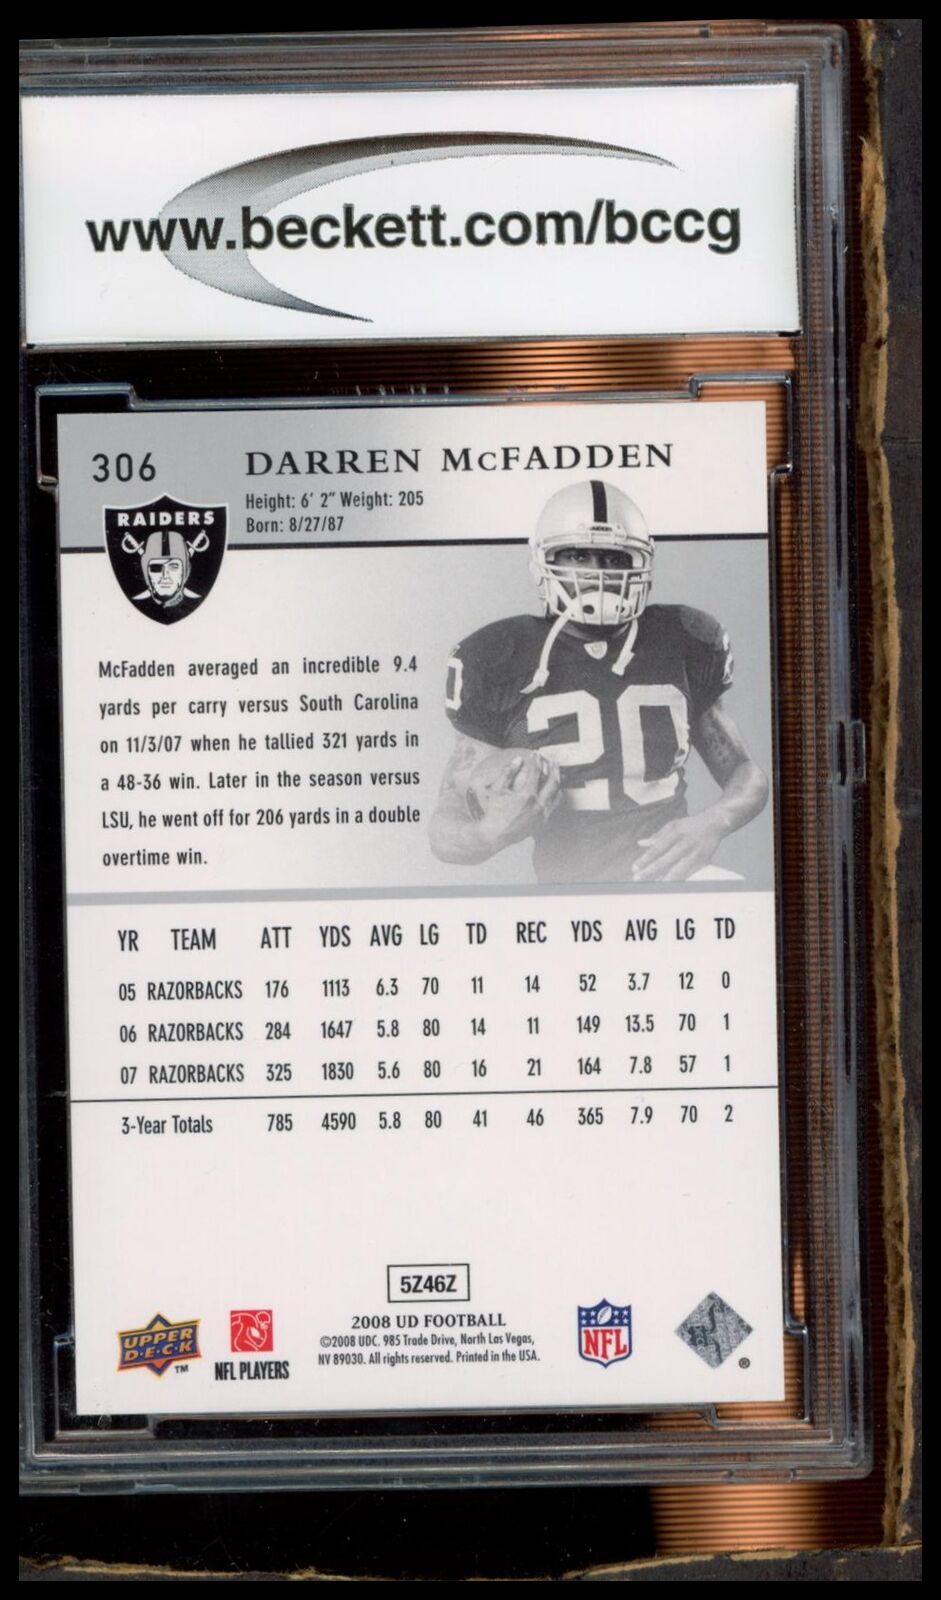 www.beckett.com/bccg
306 DARREN McFADDEN
Height: 6' 2" Weight: 205
Born: 8/27/87
RAIDERS
20
20
20
McFadden averaged an incredible 9.4
yards per carry versus South Carolina
on 11/3/07 when he tallied 321 yards in
a 48-36 win. Later in the season versus
LSU, he went off for 206 yards in a double
overtime win.
YR TEAM ATT YDS AVG LG TD REC YDS AVG LG TD
05 RAZORBACKS 176 1113 6.3 70 11 14 52 3.7 12 0
06 RAZORBACKS 284 1647 5.8 80 14 11 149 13.5 70 1
07 RAZORBACKS 325 1830 5.6 80 16 21 164 7.8 57 1
3-Year Totals 785 4590 5.8 80 41 46 365 7.9 70 2
5Z46Z
2008 UD FOOTBALL
©2008 UDC. 985 Trade Drive, North Las Vegas,
NV 89030. All rights reserved. Printed in the USA.
UPPER
D·E·C·K
TM
NFL PLAYERS
NFL
®